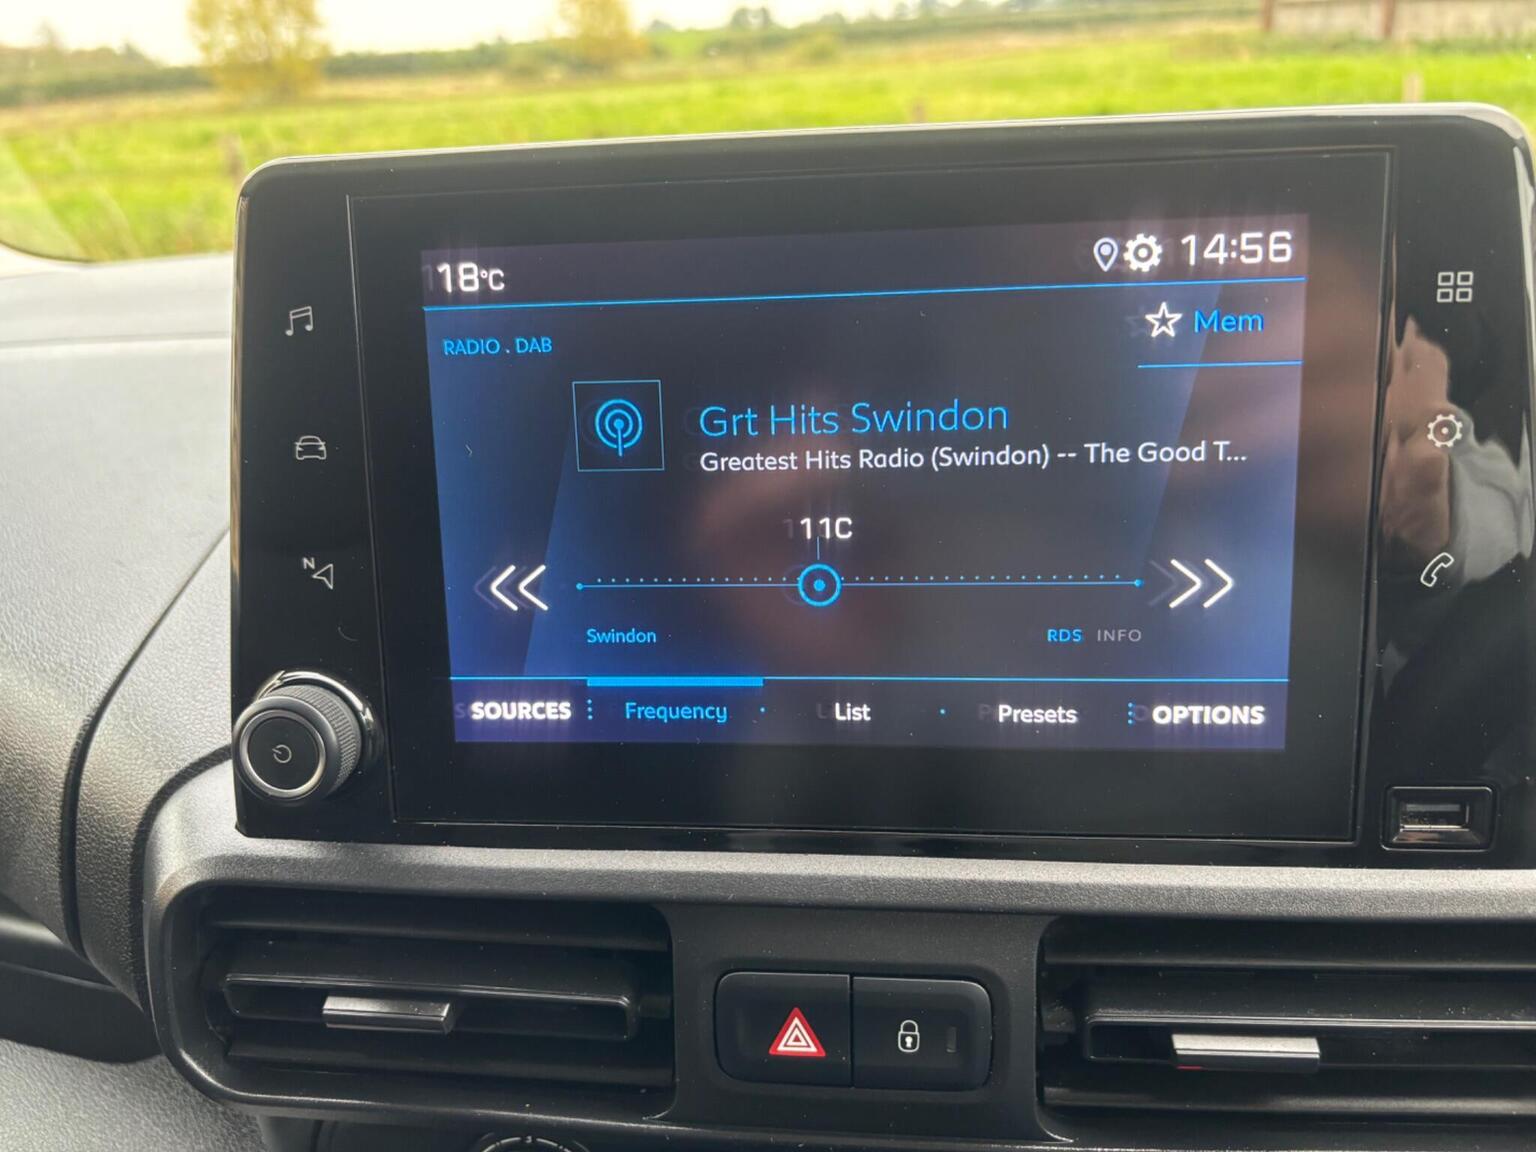 18°C
14:56
RADIO . DAB
Mem
Grt Hits Swindon
Greatest Hits Radio (Swindon) -- The Good T...
11C
Swindon
RDS INFO
SOURCES Frequency List Presets OPTIONS
N